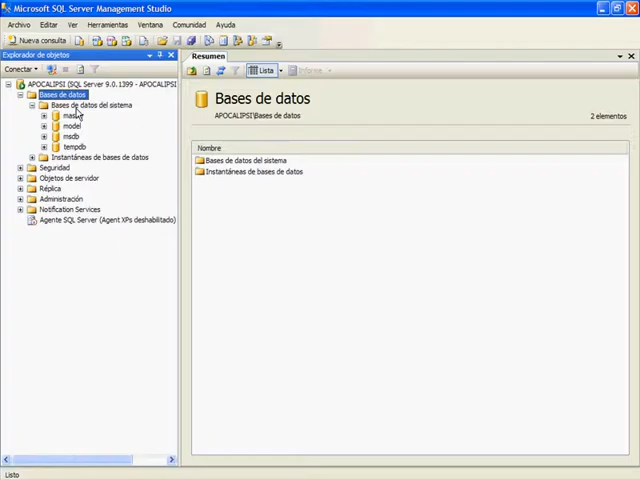 Microsoft SQL Server Management Studio
Archivo Editar Ver Herramientas Ventana Comunidad Ayuda
Nueva consulta
Explorador de objetos
Resumen
Conectar
Lista
Informe
APOCALIPSI (SQL Server 9.0.1399 - APOCALIPSI
Bases de datos
Bases de datos del sistema
model
msdb
tempdb
Instantáneas de bases de datos
Seguridad
Objetos de servidor
Réplica
Administración
Notification Services
Agente SQL Server (Agent XPs deshabilitado)
Bases de datos
APOCALIPSI\Bases de datos
2 elementos
Nombre
Bases de datos del sistema
Instantáneas de bases de datos
Listo